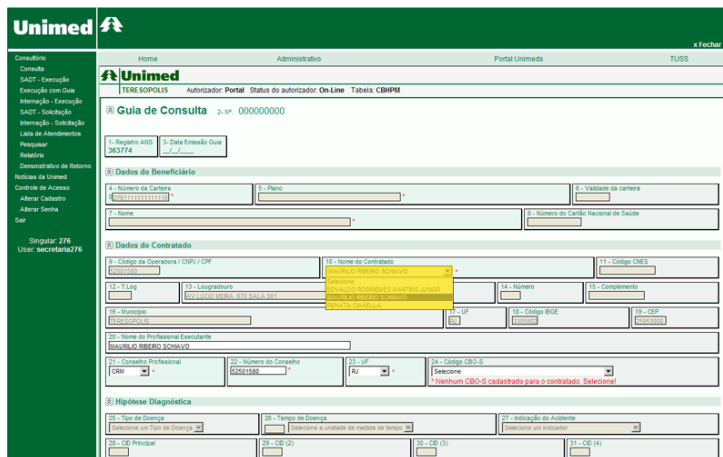 Unimed
x Fechar
Consultório
Consulta
SADT - Execução
Execução com Guia
Internação - Execução
SADT - Solicitação
Internação - Solicitação
Lista de Atendimentos
Pesquisar
Relatório
Demonstrativo de Retorno
Notícias da Unimed
Controle de Acesso
Alterar Cadastro
Alterar Senha
Sair
Singular: 276
User: secretaria276
Home Administrativo Portal Unimeds TUSS
Unimed
TERESOPOLIS Autorizador: Portal Status do autorizador: On-Line Tabela: CBHPM
Guia de Consulta 2- Nº 000000000
1- Registro ANS 3- Data Emissão Guia
363774 __/__/____
Dados do Beneficiário
4 - Número da Carteira 5 - Plano 6 - Validade da carteira
7 - Nome 8 - Número do Cartão Nacional de Saúde
Dados do Contratado
9 - Código da Operadora / CNPJ / CPF 10 - Nome do Contratado 11 - Código CNES
52501580 MAURILIO RIBEIRO SCHIAVO *
Selecione
EDVALDO RODRIGUES MARTINS JUNIOR
MAURILIO RIBEIRO SCHIAVO
RENATA CIANELLA
12 - T.Log 13 - Lougradouro 14 - Número 15 - Complemento
AV LUCIO MEIRA, 670 SALA 501
16 - Municipio 17 - UF 18 - Código IBGE 19 - CEP
TERESOPOLIS RJ 3305802 25953000
20 - Nome do Profissional Executante
MAURILIO RIBEIRO SCHIAVO
21 - Conselho Profissional 22 - Número do Conselho 23 - UF 24 - Código CBO-S
CRM * 52501580 * RJ * Selecione
* Nenhum CBO-S cadastrado para o contratado. Selecione!
Hipótese Diagnóstica
25 - Tipo de Doença 26 - Tempo de Doença 27 - Indicação do Acidente
Selecione um Tipo de Doença Selecione a unidade de medida de tempo Selecione um indicador
28 - CID Principal 29 - CID (2) 30 - CID (3) 31 - CID (4)